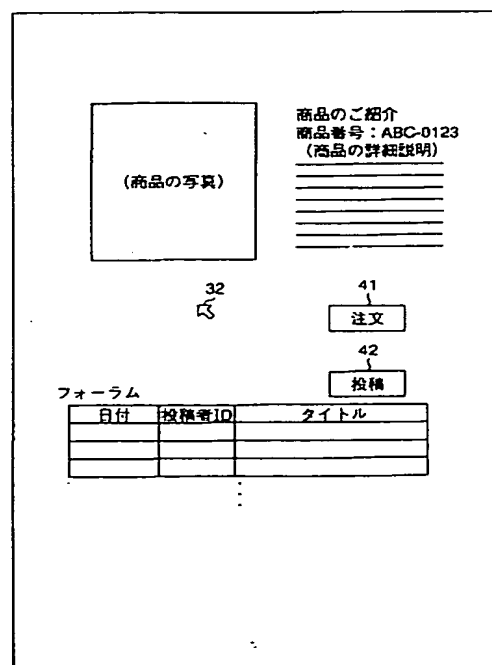 商品のご紹介
商品番号：ABC-0123
（商品の詳細説明）
(商品の写真)
32
41
注文
42
投稿
フォーラム
日付 投稿者ID タイトル